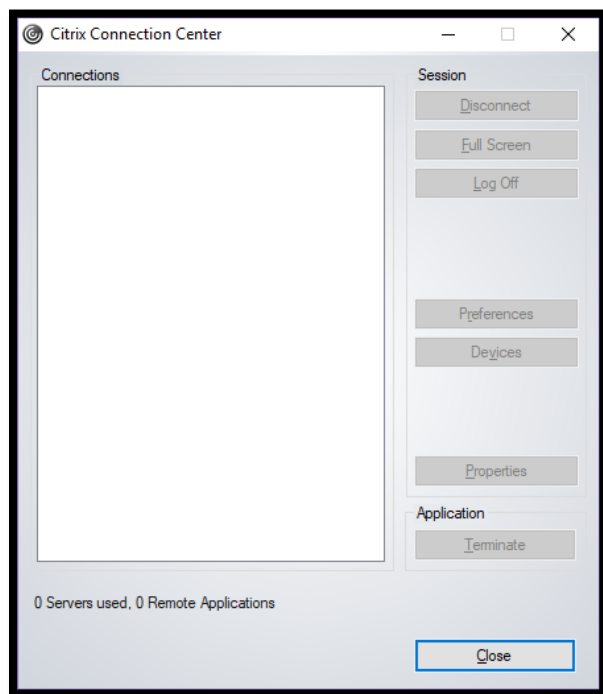 Citrix Connection Center
Connections
Session
Disconnect
Full Screen
Log Off
Preferences
Devices
Properties
Application
Terminate
0 Servers used, 0 Remote Applications
Close